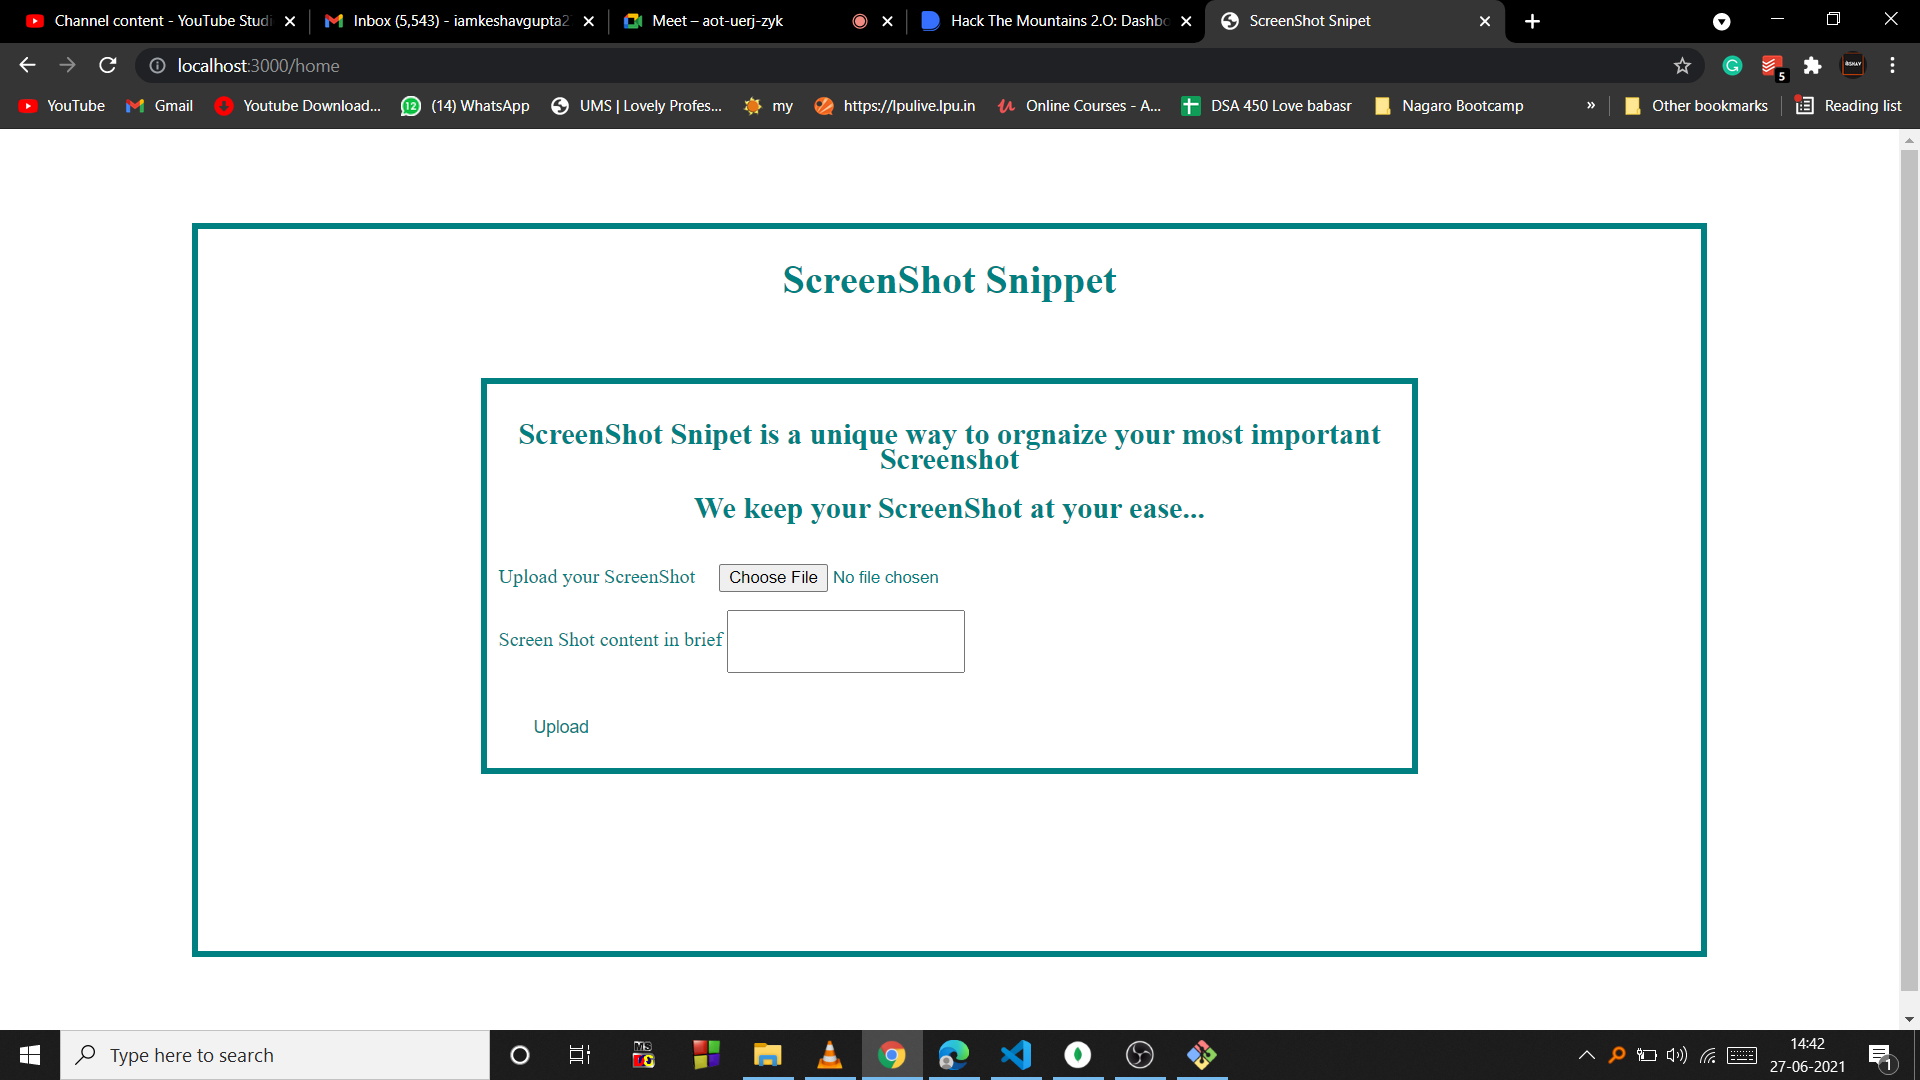 Channel content - YouTube Studi
Inbox (5,543) - iamkeshavgupta2
Meet – aot-uerj-zyk
Hack The Mountains 2.O: Dashbo
ScreenShot Snipet
localhost:3000/home
5
YouTube
Gmail
Youtube Download...
12
(14) WhatsApp
UMS | Lovely Profes...
my
https://lpulive.lpu.in
Online Courses - A...
DSA 450 Love babasr
Nagaro Bootcamp
»
Other bookmarks
Reading list
ScreenShot Snippet
ScreenShot Snipet is a unique way to orgnaize your most important
Screenshot
We keep your ScreenShot at your ease...
Upload your ScreenShot
Choose File
No file chosen
Screen Shot content in brief
Upload
Type here to search
14:42
27-06-2021
1